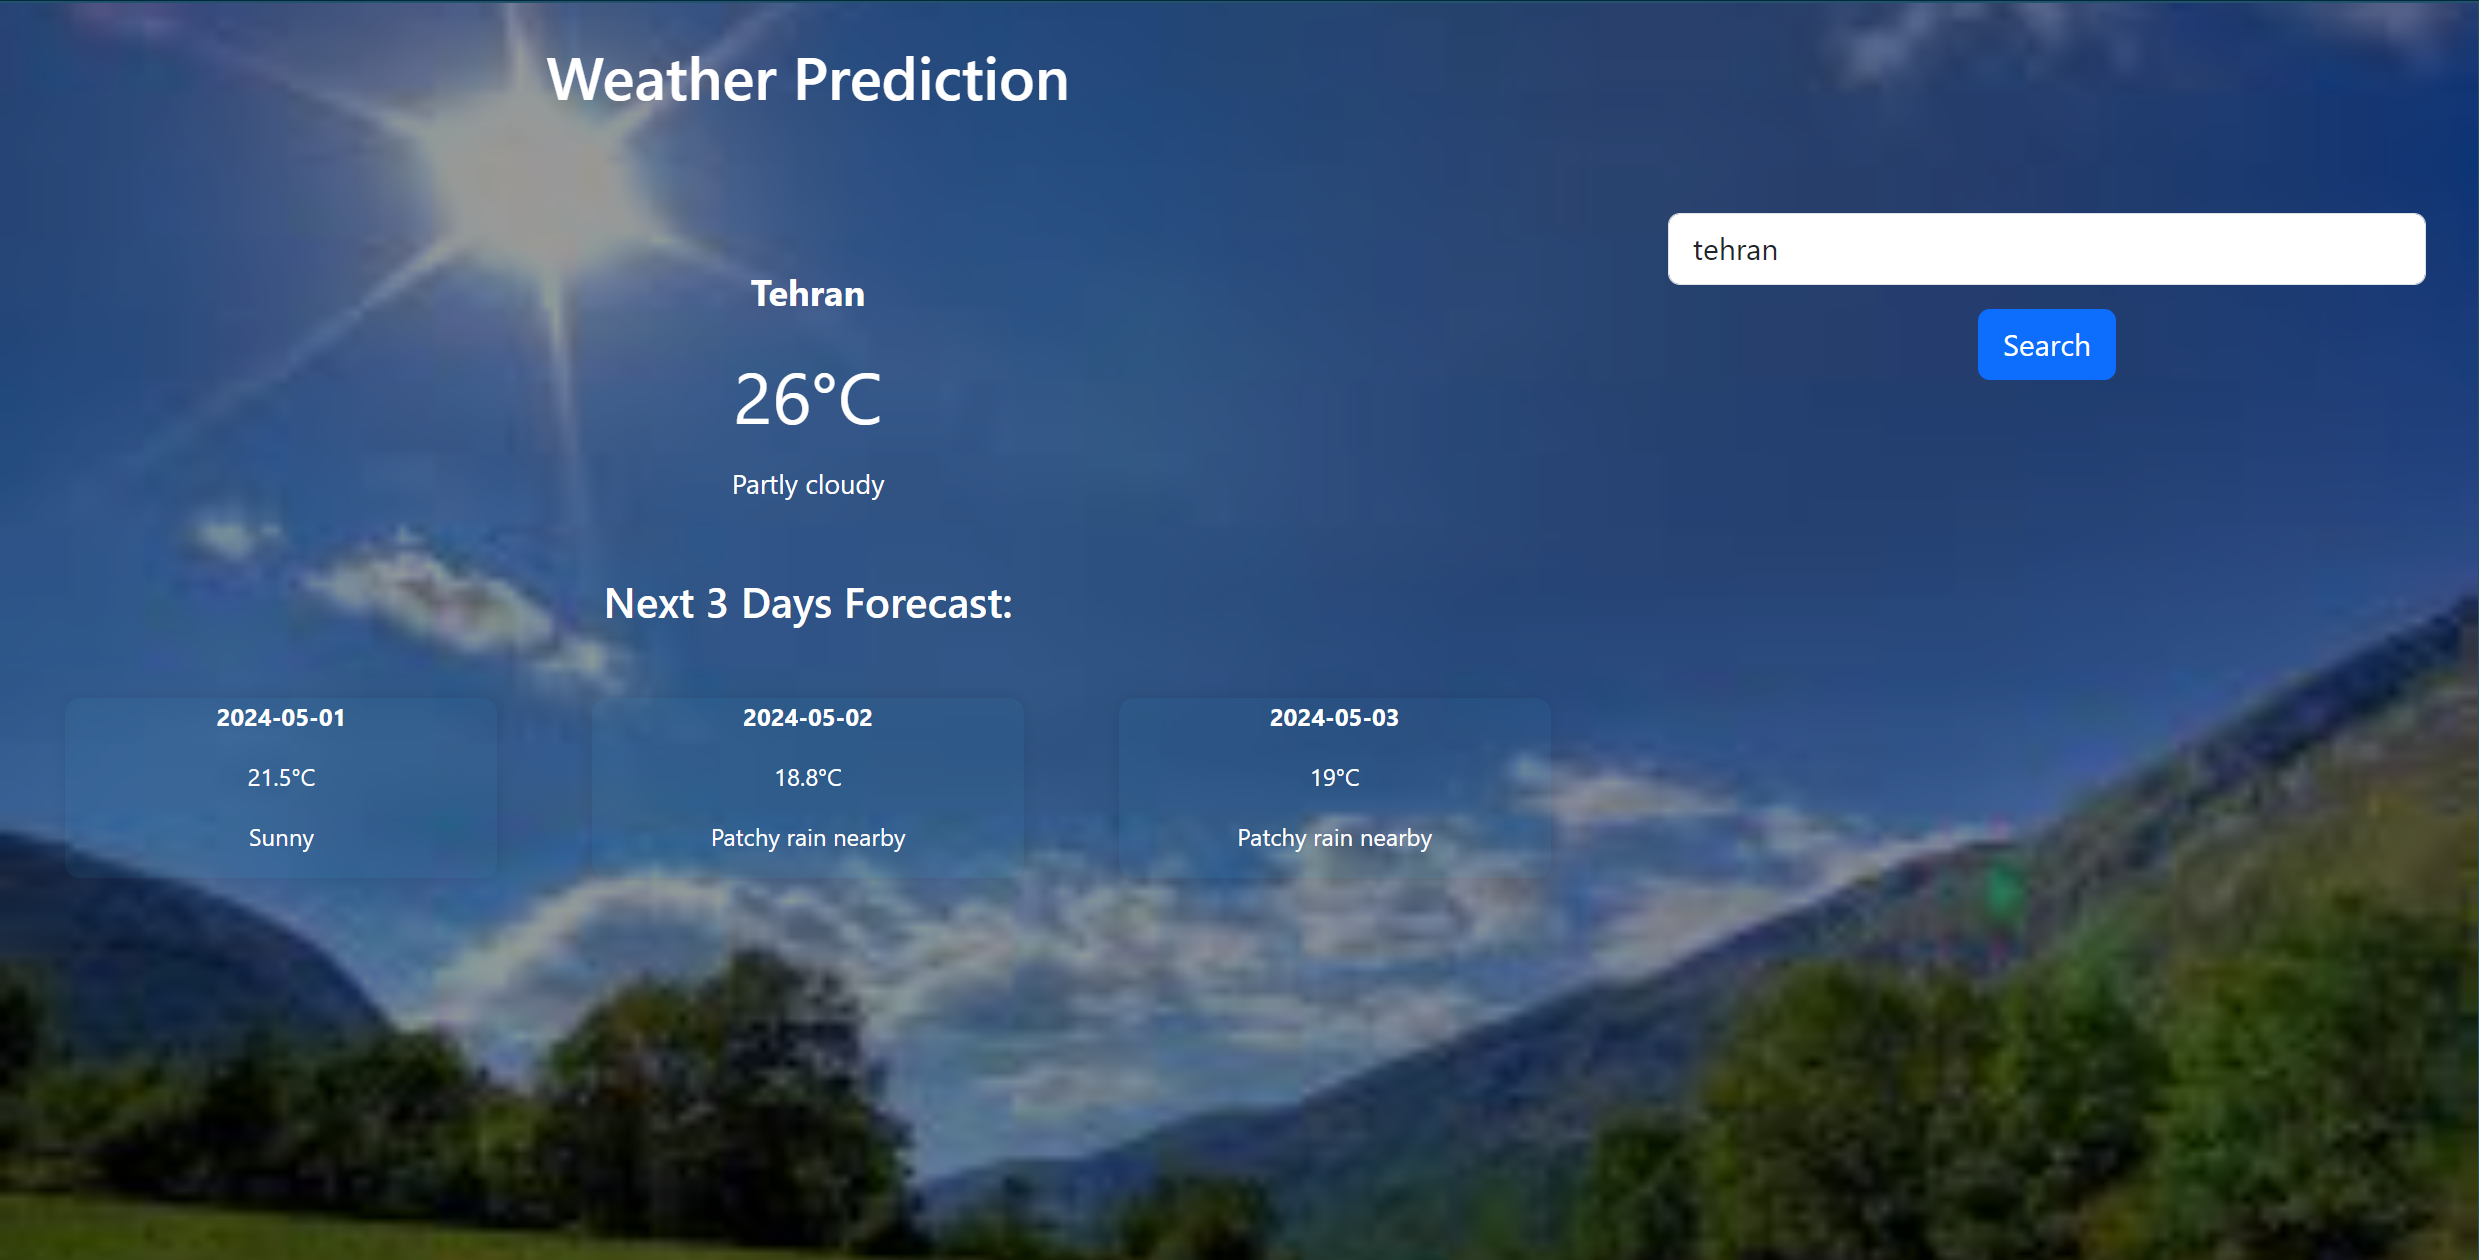 Weather Prediction
tehran
Search
Tehran
26°C
Partly cloudy
Next 3 Days Forecast:
2024-05-01
21.5°C
Sunny
2024-05-02
18.8°C
Patchy rain nearby
2024-05-03
19°C
Patchy rain nearby